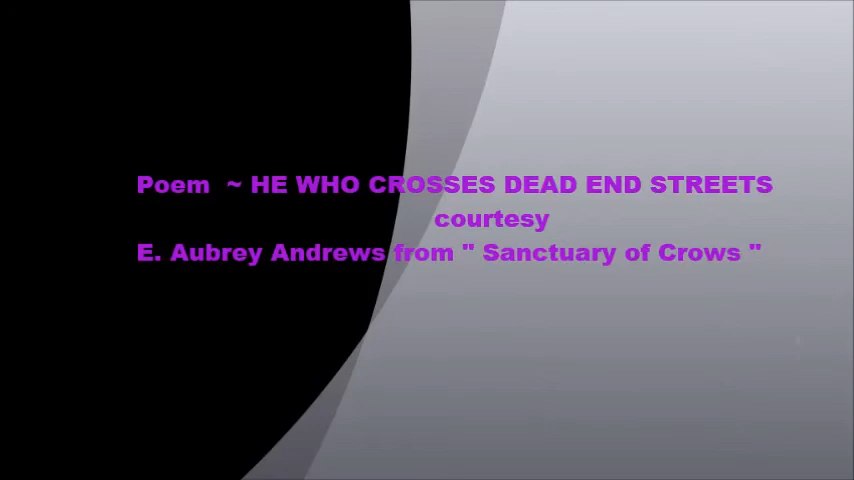 Poem ~ HE WHO CROSSES DEAD END STREETS
courtesy
E. Aubrey Andrews from " Sanctuary of Crows "